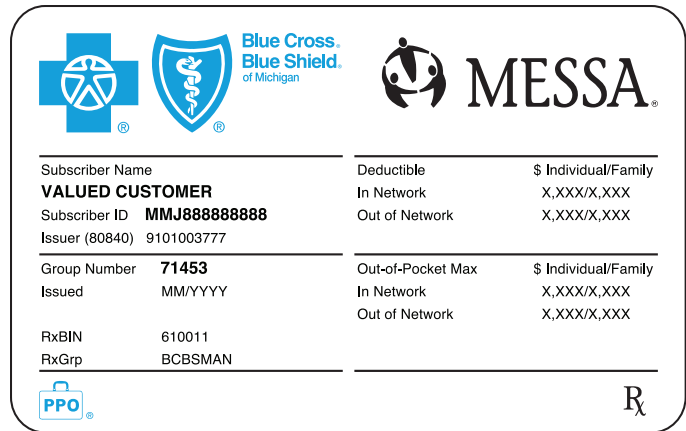 Blue Cross®
Blue Shield®
of Michigan
® ®
MESSA®
Subscriber Name
VALUED CUSTOMER
Subscriber ID MMJ888888888
Issuer (80840) 9101003777
Deductible $ Individual/Family
In Network X,XXX/X,XXX
Out of Network X,XXX/X,XXX
Group Number 71453
Issued MM/YYYY
RxBIN 610011
RxGrp BCBSMAN
Out-of-Pocket Max $ Individual/Family
In Network X,XXX/X,XXX
Out of Network X,XXX/X,XXX
PPO®
Rx